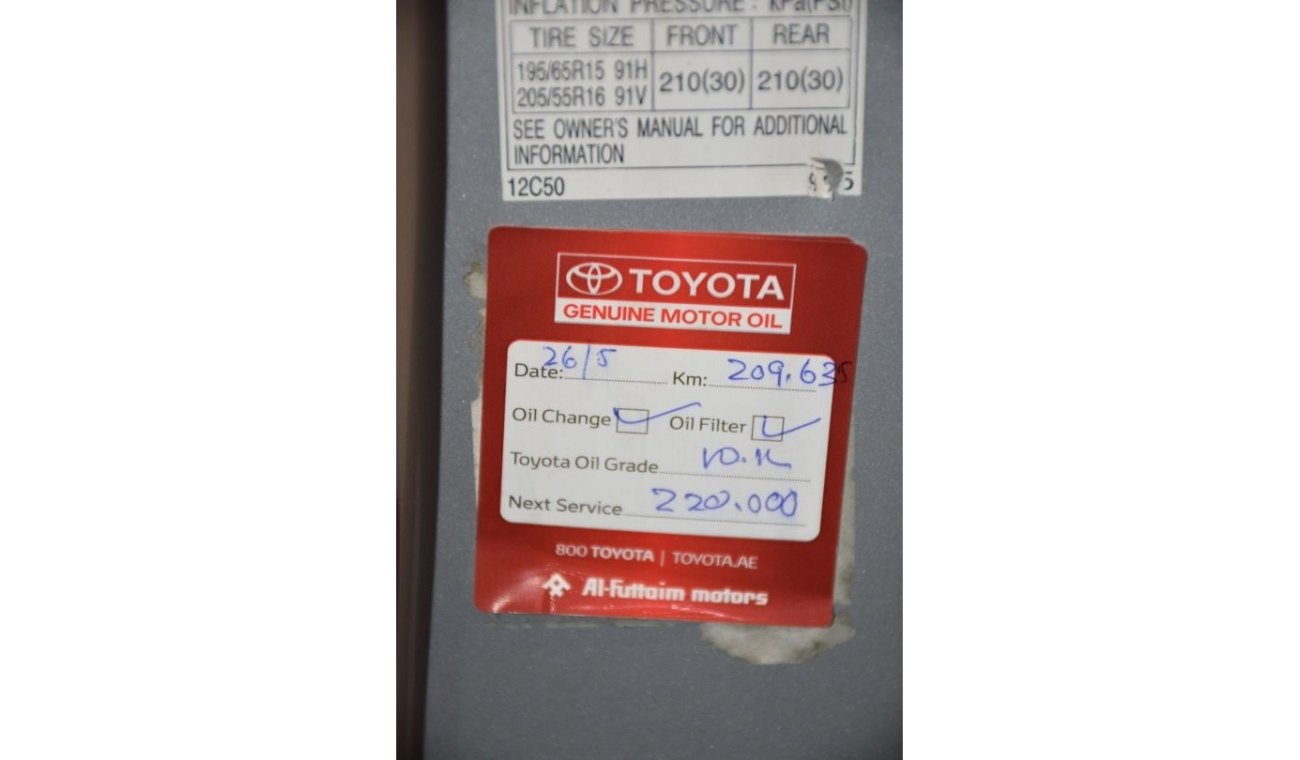 INFLATION PRESSURE : kPa(PSI)
TIRE SIZE FRONT REAR
195/65R15 91H
205/55R16 91V
210(30) 210(30)
SEE OWNER'S MANUAL FOR ADDITIONAL
INFORMATION
12C50
TOYOTA
GENUINE MOTOR OIL
Date: 26/5 Km: 209.635
Oil Change Oil Filter
Toyota Oil Grade 10.K
Next Service 220.000
800 TOYOTA | TOYOTA.AE
Al-Futtaim motors